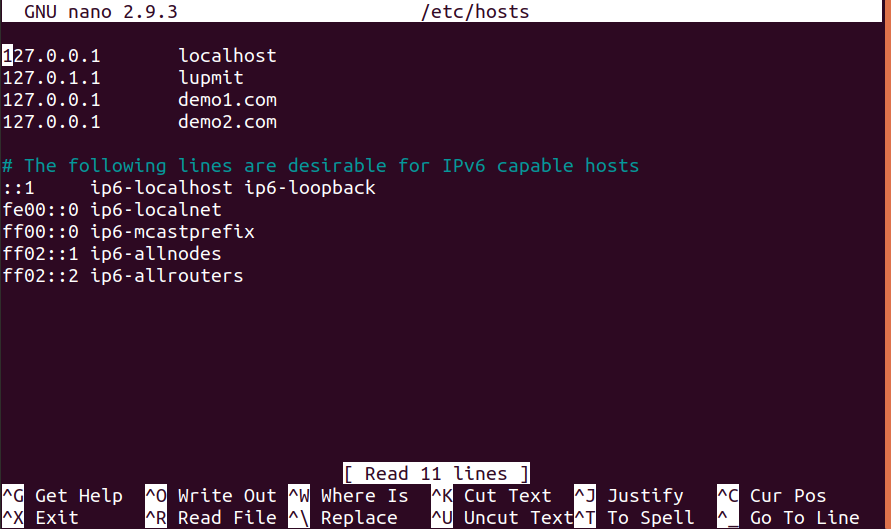 GNU nano 2.9.3 /etc/hosts
127.0.0.1 localhost
127.0.1.1 lupmit
127.0.0.1 demo1.com
127.0.0.1 demo2.com
# The following lines are desirable for IPv6 capable hosts
::1 ip6-localhost ip6-loopback
fe00::0 ip6-localnet
ff00::0 ip6-mcastprefix
ff02::1 ip6-allnodes
ff02::2 ip6-allrouters
[ Read 11 lines ]
^G Get Help ^O Write Out ^W Where Is ^K Cut Text ^J Justify ^C Cur Pos
^X Exit ^R Read File ^\ Replace ^U Uncut Text^T To Spell ^_ Go To Line